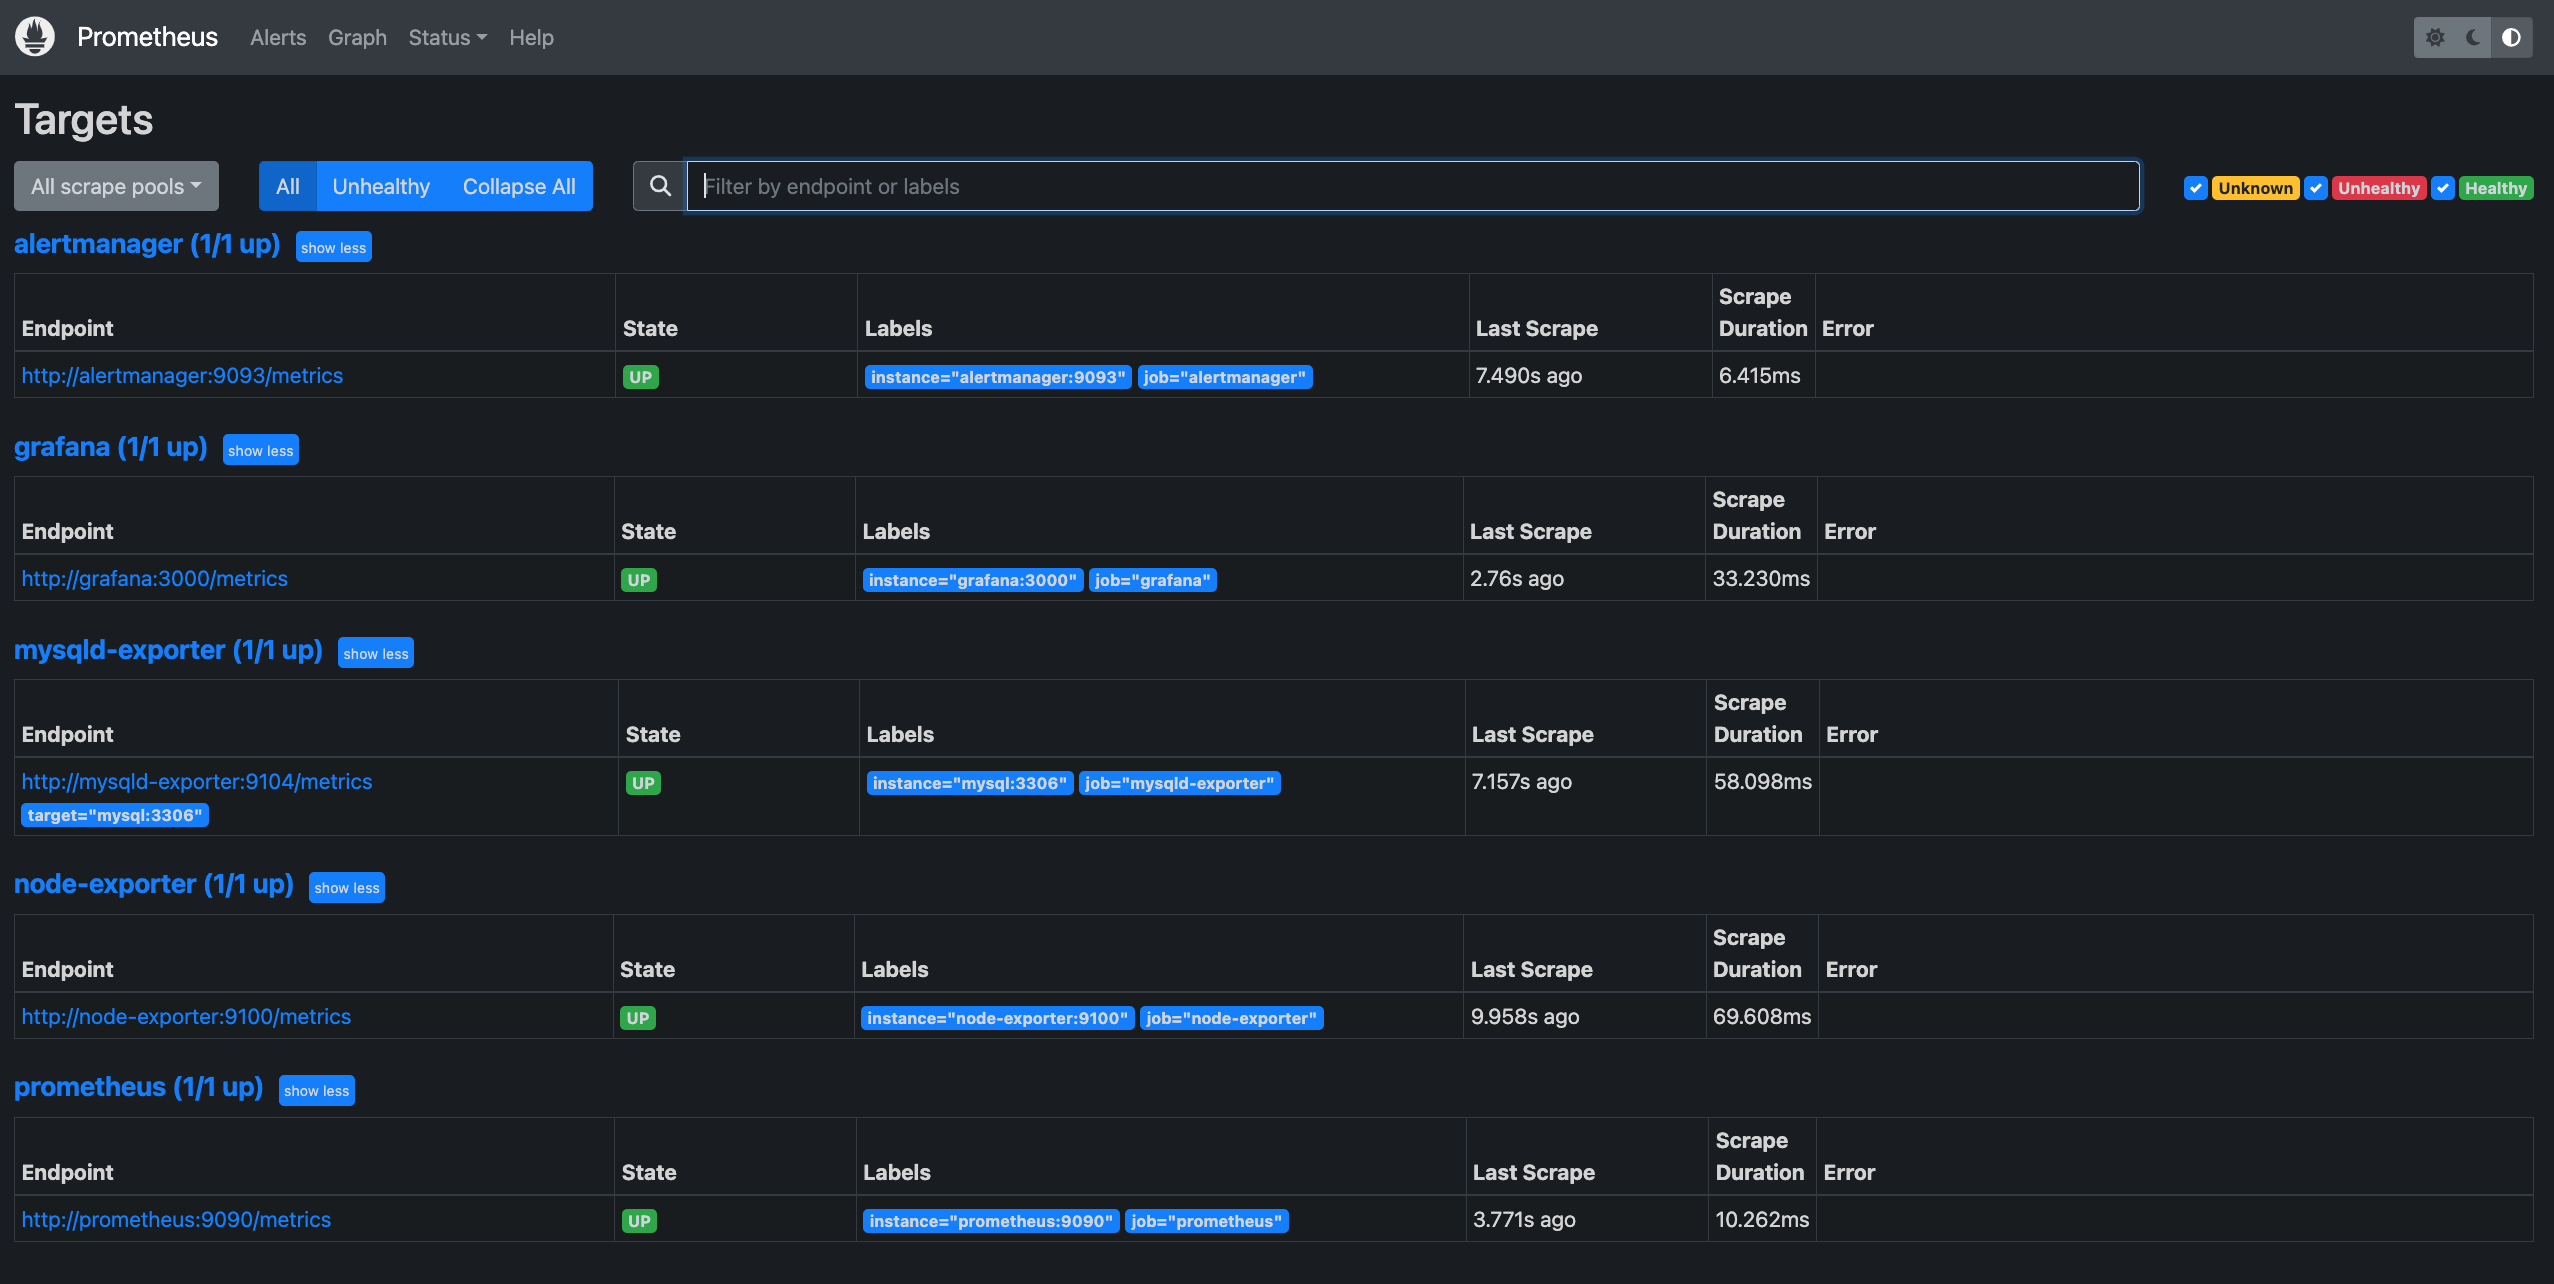 Prometheus Alerts Graph Status Help
Targets
All scrape pools All Unhealthy Collapse All Filter by endpoint or labels Unknown Unhealthy Healthy
alertmanager (1/1 up) show less
Endpoint State Labels Last Scrape Scrape Duration Error
http://alertmanager:9093/metrics UP instance="alertmanager:9093" job="alertmanager" 7.490s ago 6.415ms
grafana (1/1 up) show less
Endpoint State Labels Last Scrape Scrape Duration Error
http://grafana:3000/metrics UP instance="grafana:3000" job="grafana" 2.76s ago 33.230ms
mysqld-exporter (1/1 up) show less
Endpoint State Labels Last Scrape Scrape Duration Error
http://mysqld-exporter:9104/metrics UP instance="mysql:3306" job="mysqld-exporter" 7.157s ago 58.098ms
target="mysql:3306"
node-exporter (1/1 up) show less
Endpoint State Labels Last Scrape Scrape Duration Error
http://node-exporter:9100/metrics UP instance="node-exporter:9100" job="node-exporter" 9.958s ago 69.608ms
prometheus (1/1 up) show less
Endpoint State Labels Last Scrape Scrape Duration Error
http://prometheus:9090/metrics UP instance="prometheus:9090" job="prometheus" 3.771s ago 10.262ms